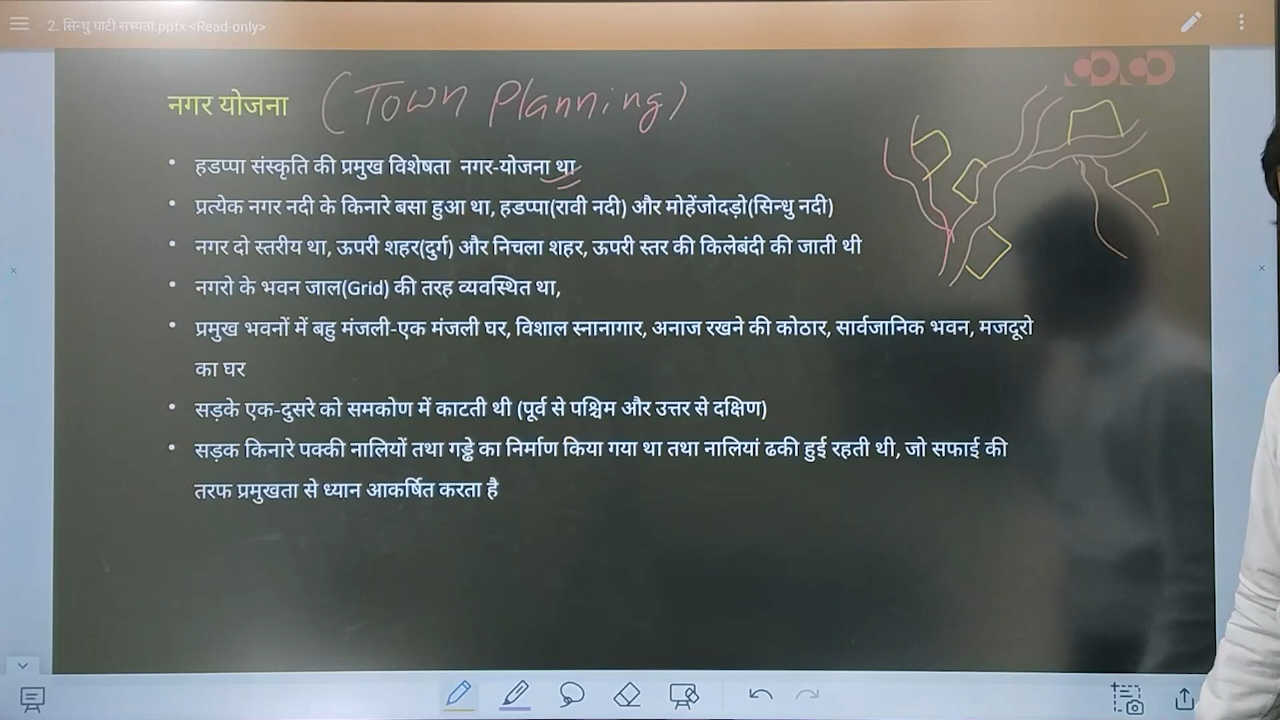 2. सिन्धु घाटी सभ्यता.pptx <Read-only>
नगर योजना (Town Planning)
• हडप्पा संस्कृति की प्रमुख विशेषता नगर-योजना था
• प्रत्येक नगर नदी के किनारे बसा हुआ था, हडप्पा(रावी नदी) और मोहेंजोदड़ो(सिन्धु नदी)
• नगर दो स्तरीय था, ऊपरी शहर(दुर्ग) और निचला शहर, ऊपरी स्तर की किलेबंदी की जाती थी
• नगरो के भवन जाल(Grid) की तरह व्यवस्थित था,
• प्रमुख भवनों में बहु मंजली-एक मंजली घर, विशाल स्नानागार, अनाज रखने की कोठार, सार्वजानिक भवन, मजदूरो
का घर
• सड़के एक-दुसरे को समकोण में काटती थी (पूर्व से पश्चिम और उत्तर से दक्षिण)
• सड़क किनारे पक्की नालियों तथा गड्ढे का निर्माण किया गया था तथा नालियां ढकी हुई रहती थी, जो सफाई की
तरफ प्रमुखता से ध्यान आकर्षित करता है